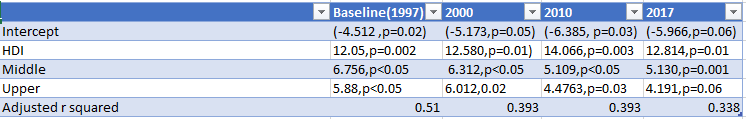 Baseline(1997) 2000 2010 2017
Intercept (-4.512 ,p=0.02) (-5.173,p=0.05) (-6.385, p=0.03) (-5.966,p=0.06)
HDI 12.05,p=0.002 12.580,p=0.01) 14.066,p=0.003 12.814,p=0.01
Middle 6.756,p<0.05 6.312,p<0.05 5.109,p<0.05 5.130,p=0.001
Upper 5.88,p<0.05 6.012,0.02 4.4763,p=0.03 4.191,p=0.06
Adjusted r squared 0.51 0.393 0.393 0.338